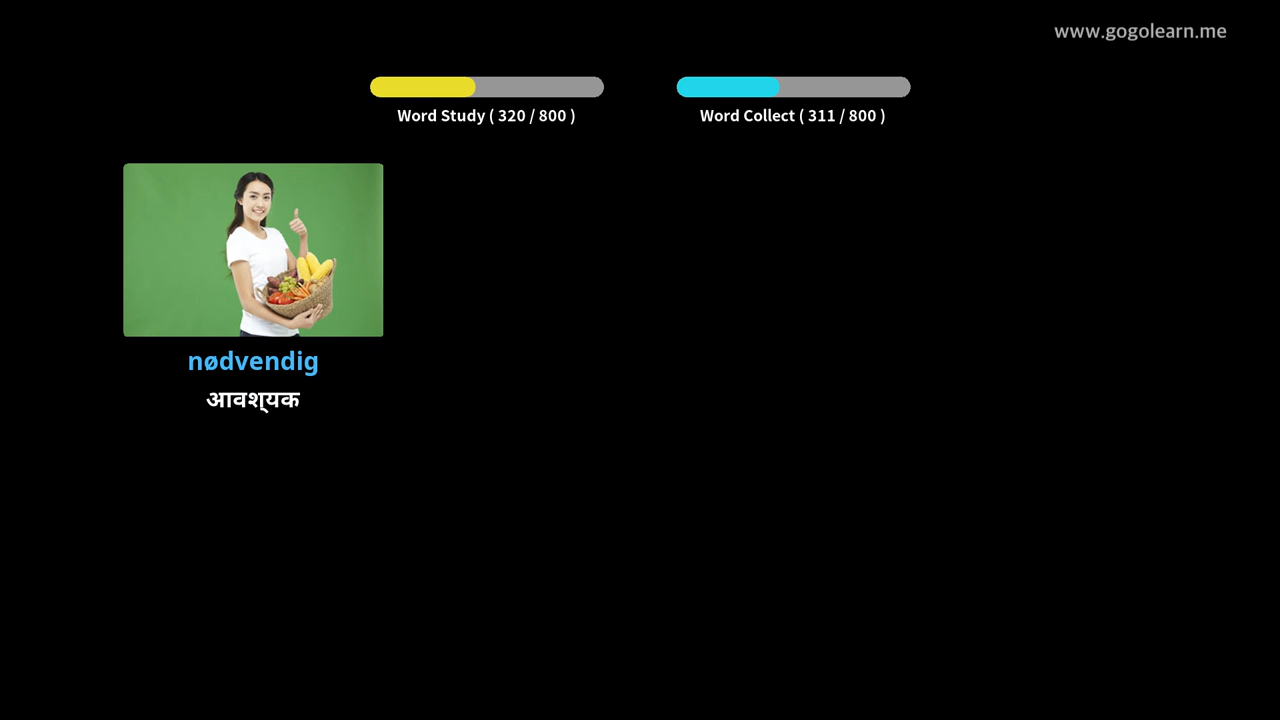 www.gogolearn.me
Word Study ( 320 / 800 )
Word Collect ( 311 / 800 )
nødvendig
आवश्यक